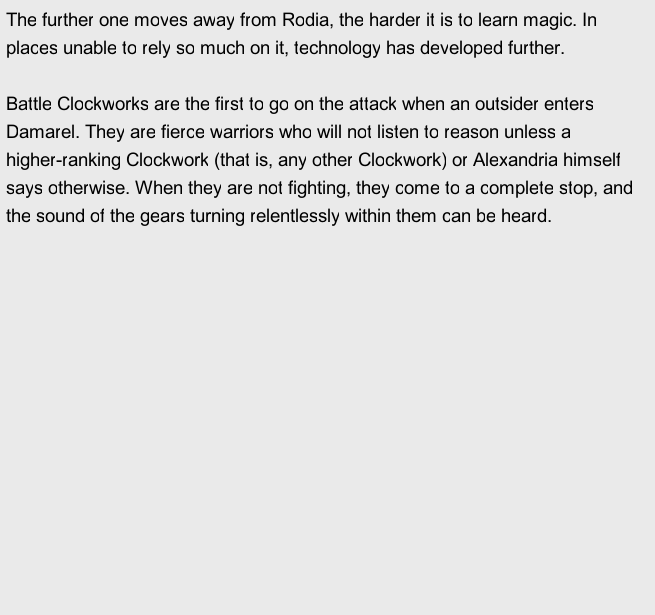 The further one moves away from Rodia, the harder it is to learn magic. In
places unable to rely so much on it, technology has developed further.
Battle Clockworks are the first to go on the attack when an outsider enters
Damarel. They are fierce warriors who will not listen to reason unless a
higher-ranking Clockwork (that is, any other Clockwork) or Alexandria himself
says otherwise. When they are not fighting, they come to a complete stop, and
the sound of the gears turning relentlessly within them can be heard.